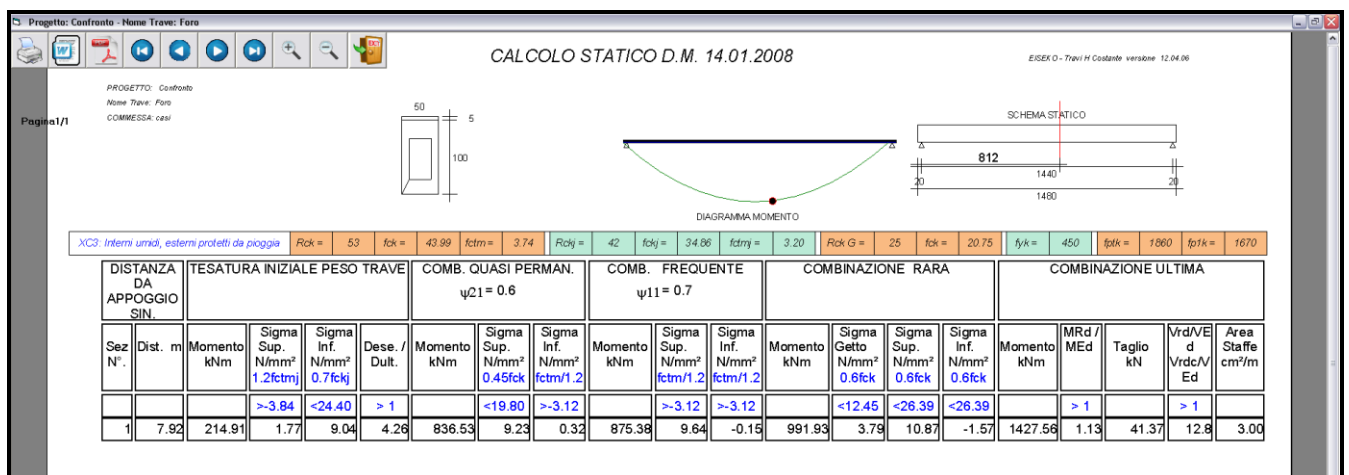 Progetto: Confronto - Nome Trave: Foro
CALCOLO STATICO D.M. 14.01.2008
EISEKO - Travi H Costante versione 12.04.06
PROGETTO: Confronto
Nome Trave: Foro
Pagina1/1
COMMESSA: casi
50
5
100
DIAGRAMMA MOMENTO
SCHEMA STATICO
812
1440
20
20
1480
XC3: Interni umidi, esterni protetti da pioggia Rck = 53 fck = 43.99 fctm = 3.74 Rckj = 42 fckj = 34.86 fctmj = 3.20 Rck G = 25 fck = 20.75 fyk = 450 fptk = 1860 fp1k = 1670
DISTANZA DA APPOGGIO SIN.
TESATURA INIZIALE PESO TRAVE
COMB. QUASI PERMAN.
ψ21= 0.6
COMB. FREQUENTE
ψ11= 0.7
COMBINAZIONE RARA
COMBINAZIONE ULTIMA
Sez N°.
Dist. m
Momento kNm
Sigma Sup. N/mm² 1.2fctmj
Sigma Inf. N/mm² 0.7fckj
Dese. / Dult.
Momento kNm
Sigma Sup. N/mm² 0.45fck
Sigma Inf. N/mm² fctm/1.2
Momento kNm
Sigma Sup. N/mm² fctm/1.2
Sigma Inf. N/mm² fctm/1.2
Momento kNm
Sigma Getto N/mm² 0.6fck
Sigma Sup. N/mm² 0.6fck
Sigma Inf. N/mm² 0.6fck
Momento kNm
MRd / MEd
Taglio kN
Vrd/VEd Vrdc/VEd
Area Staffe cm²/m
>-3.84 <24.40 > 1 <19.80 >-3.12 >-3.12 >-3.12 <12.45 <26.39 <26.39 > 1 > 1
1 7.92 214.91 1.77 9.04 4.26 836.53 9.23 0.32 875.38 9.64 -0.15 991.93 3.79 10.87 -1.57 1427.56 1.13 41.37 12.8 3.00